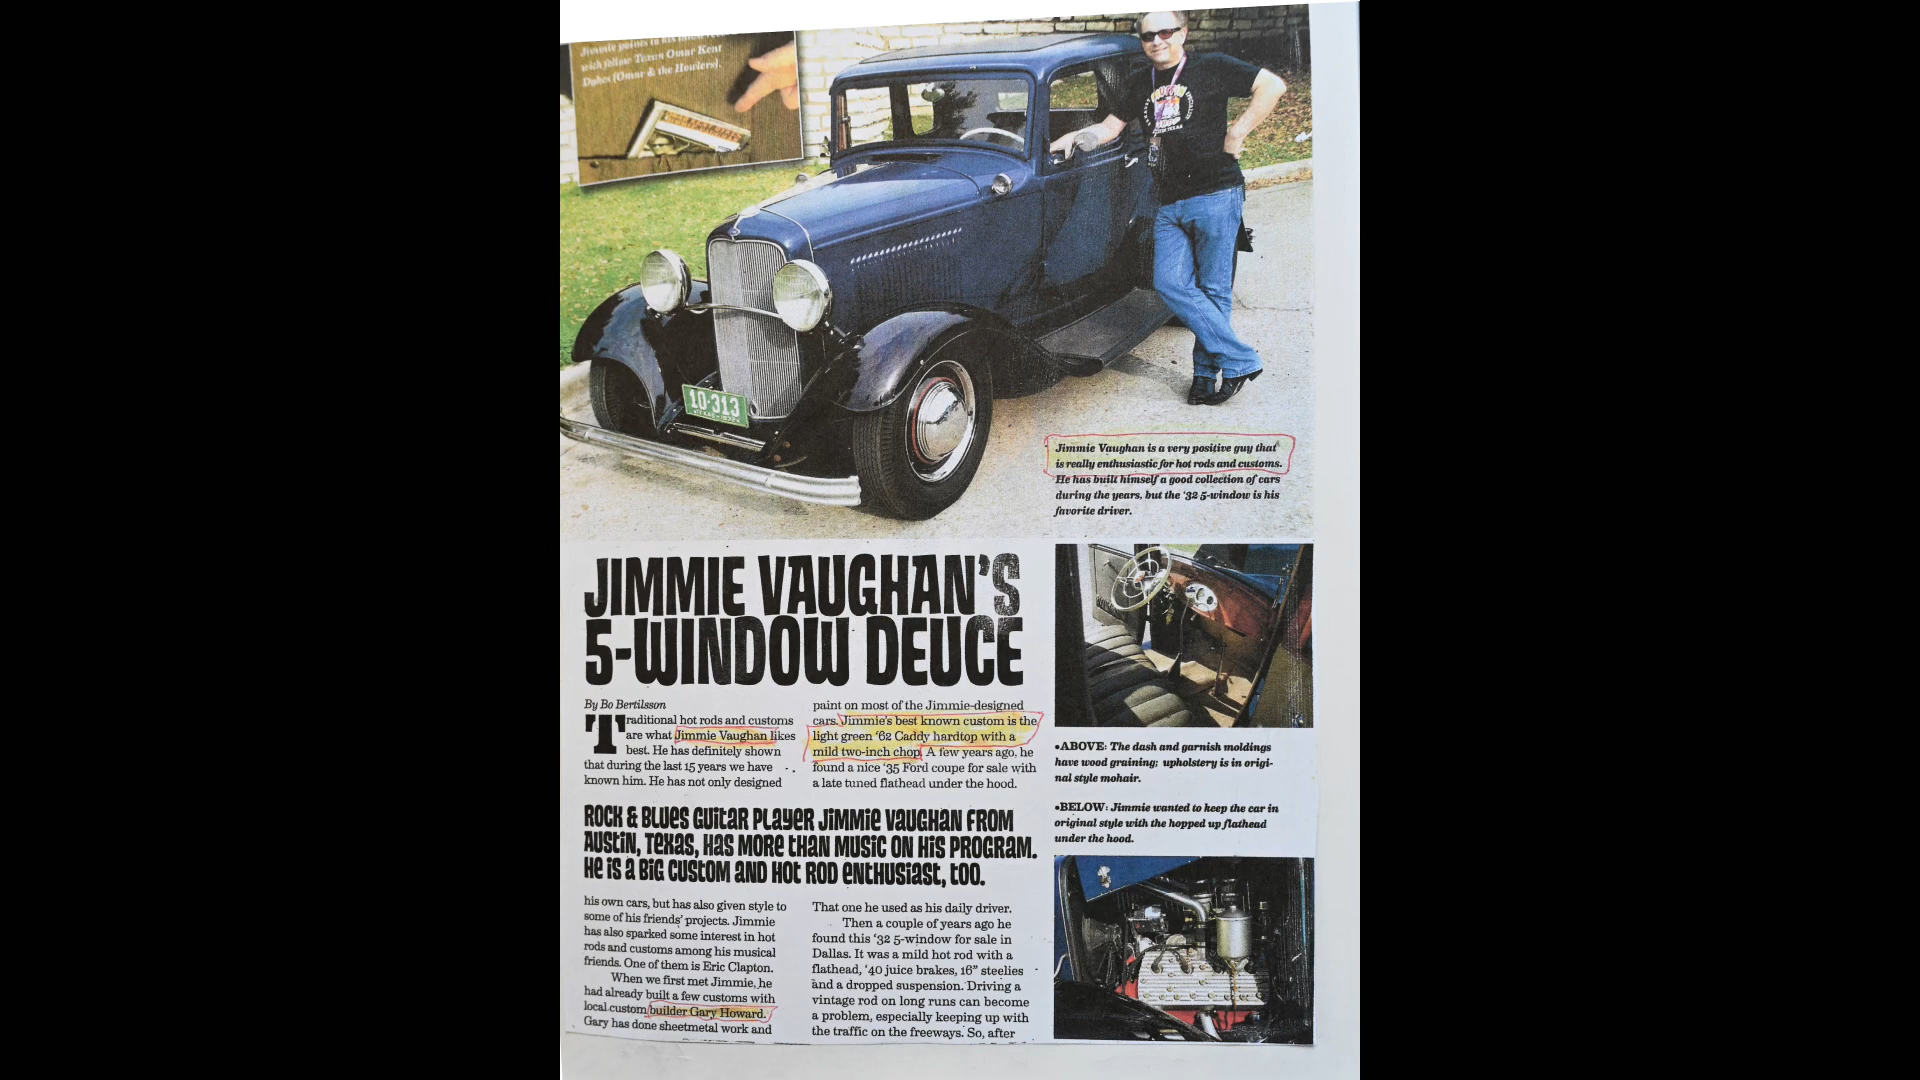 with fellow Texan Omar Kent
Dykes (Omar & the Howlers).
10·313
Jimmie Vaughan is a very positive guy that
is really enthusiastic for hot rods and customs.
He has built himself a good collection of cars
during the years, but the ‘32 5-window is his
favorite driver.
JIMMIE VAUGHAN’S
5-WINDOW DEUCE
By Bo Bertilsson
Traditional hot rods and customs
are what Jimmie Vaughan likes
best. He has definitely shown
that during the last 15 years we have
known him. He has not only designed
ROCK & BLUES GUITAR PLAYER JIMMIE VAUGHAN FROM
AUSTIN, TEXAS, HAS MORE THAN MUSIC ON HIS PROGRAM.
HE IS A BIG CUSTOM AND HOT ROD ENTHUSIAST, TOO.
his own cars, but has also given style to
some of his friends’ projects. Jimmie
has also sparked some interest in hot
rods and customs among his musical
friends. One of them is Eric Clapton.
When we first met Jimmie, he
had already built a few customs with
local custom builder Gary Howard.
Gary has done sheetmetal work and
paint on most of the Jimmie-designed
cars. Jimmie’s best known custom is the
light green ‘62 Caddy hardtop with a
mild two-inch chop. A few years ago, he
found a nice ‘35 Ford coupe for sale with
a late tuned flathead under the hood.
That one he used as his daily driver.
Then a couple of years ago he
found this ‘32 5-window for sale in
Dallas. It was a mild hot rod with a
flathead, ‘40 juice brakes, 16” steelies
and a dropped suspension. Driving a
vintage rod on long runs can become
a problem, especially keeping up with
the traffic on the freeways. So, after
•ABOVE: The dash and garnish moldings
have wood graining; upholstery is in origi-
nal style mohair.
•BELOW: Jimmie wanted to keep the car in
original style with the hopped up flathead
under the hood.